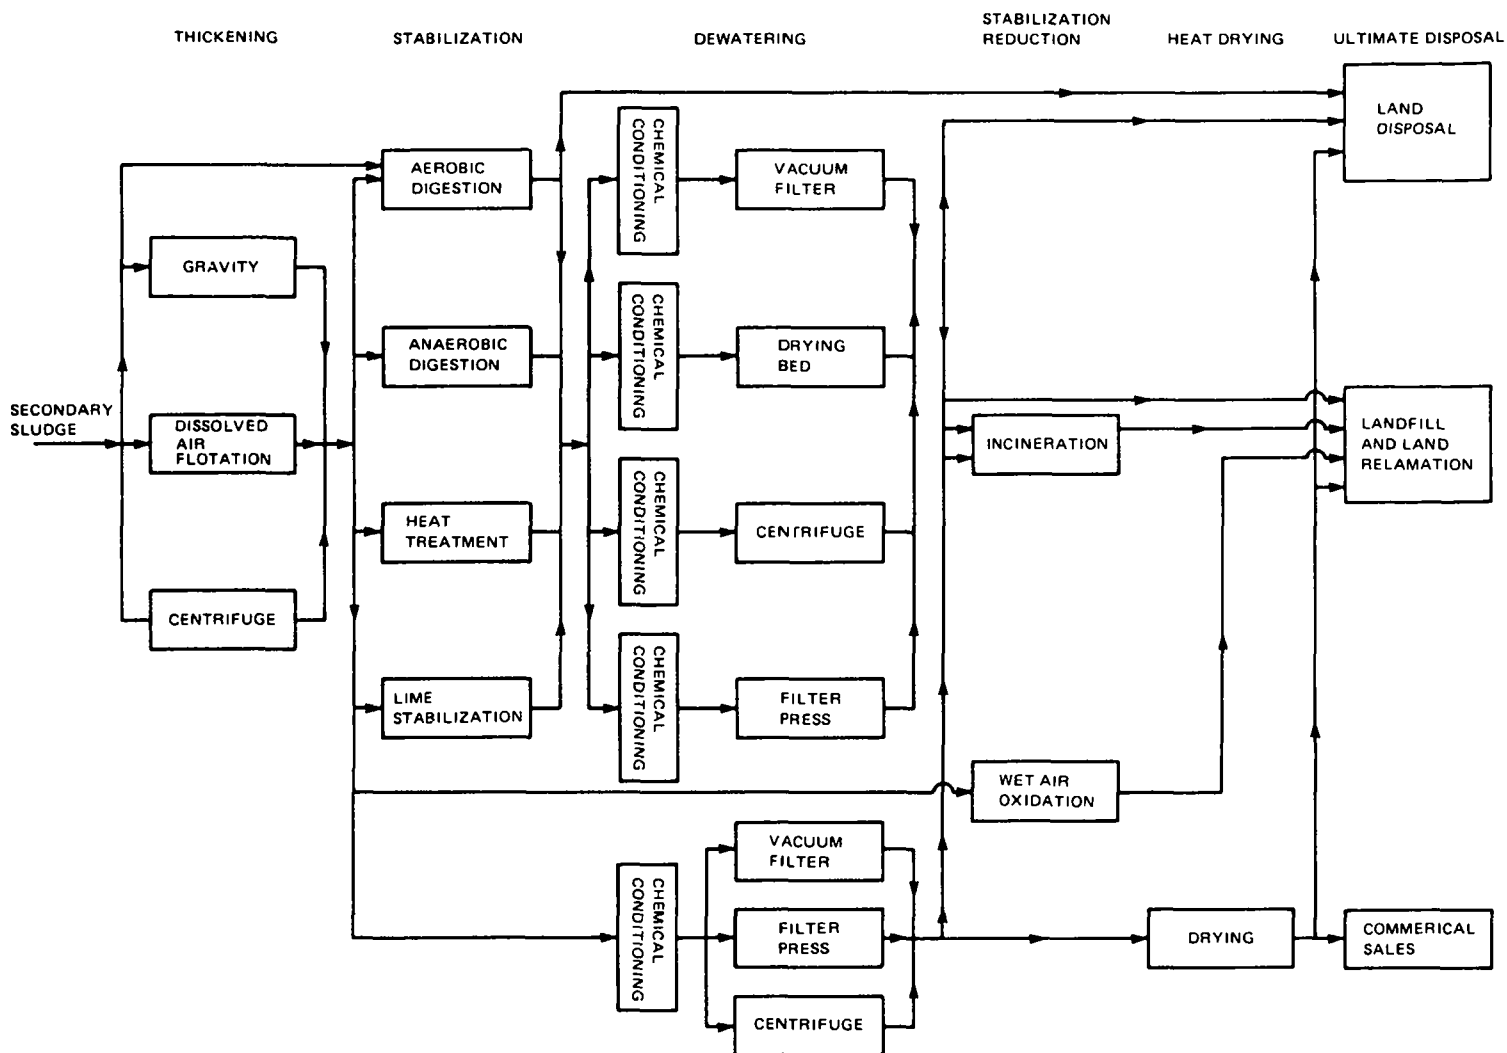 THICKENING
STABILIZATION
DEWATERING
STABILIZATION
REDUCTION
HEAT DRYING
ULTIMATE DISPOSAL
SECONDARY
SLUDGE
GRAVITY
DISSOLVED
AIR
FLOTATION
CENTRIFUGE
AEROBIC
DIGESTION
ANAEROBIC
DIGESTION
HEAT
TREATMENT
LIME
STABILIZATION
CHEMICAL
CONDITIONING
VACUUM
FILTER
CHEMICAL
CONDITIONING
DRYING
BED
CHEMICAL
CONDITIONING
CENTRIFUGE
CHEMICAL
CONDITIONING
FILTER
PRESS
CHEMICAL
CONDITIONING
VACUUM
FILTER
FILTER
PRESS
CENTRIFUGE
INCINERATION
WET AIR
OXIDATION
DRYING
LAND
DISPOSAL
LANDFILL
AND LAND
RELAMATION
COMMERICAL
SALES